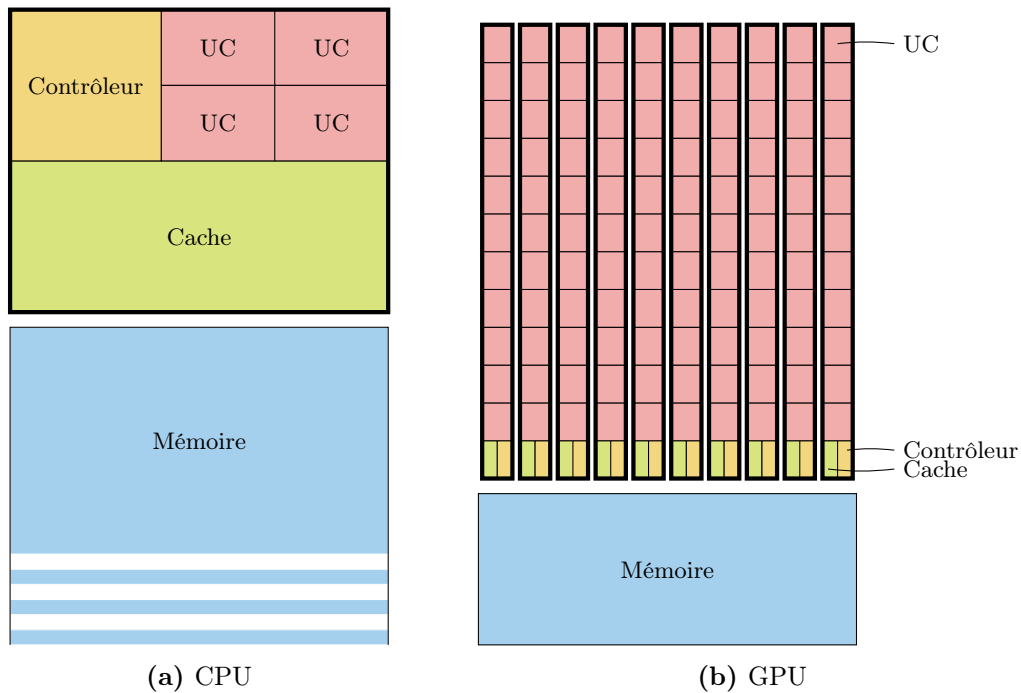 Contrôleur
UC
UC
UC
UC
Cache
Mémoire
(a) CPU
UC
Contrôleur
Cache
Mémoire
(b) GPU